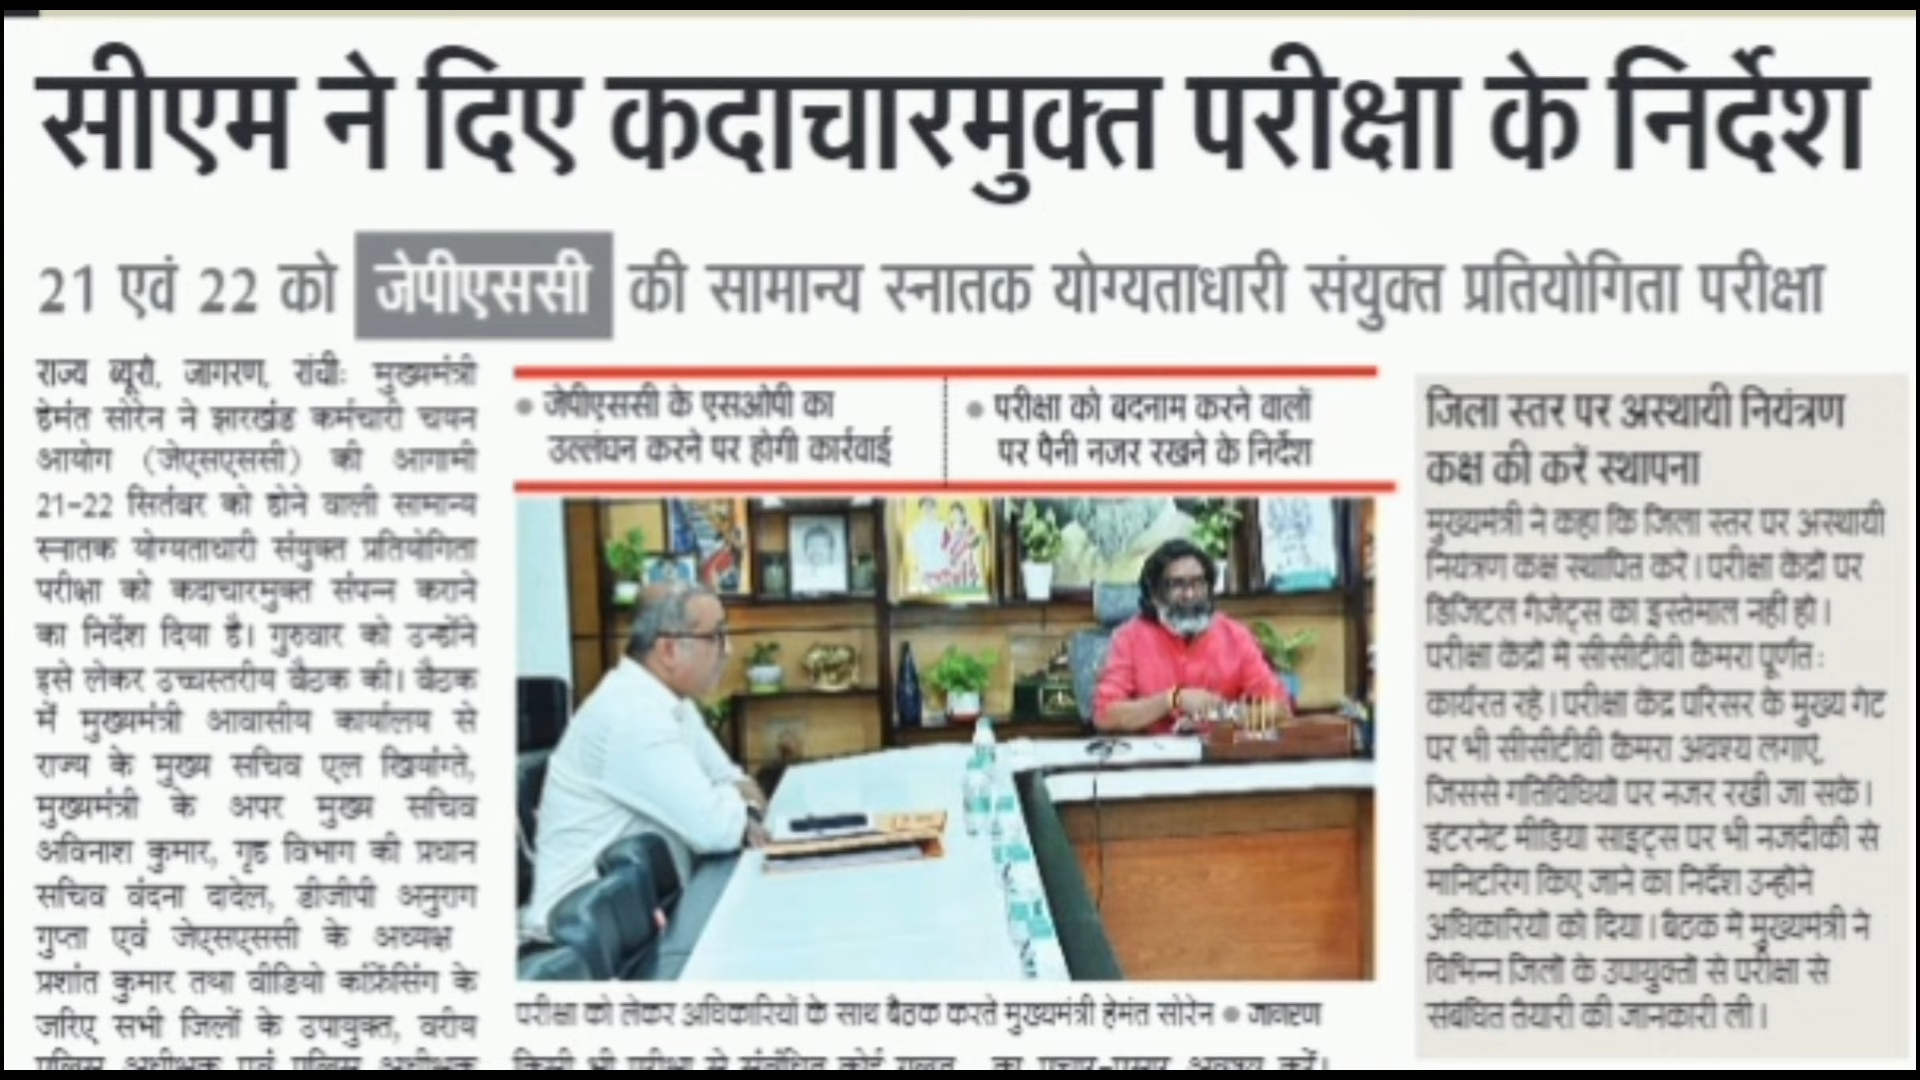 सीएम ने दिए कदाचारमुक्त परीक्षा के निर्देश
21 एवं 22 को जेपीएससी की सामान्य स्नातक योग्यताधारी संयुक्त प्रतियोगिता परीक्षा
राज्य ब्यूरो, जागरण, रांचीः मुख्यमंत्री
हेमंत सोरेन ने झारखंड कर्मचारी चयन
आयोग (जेएसएससी) की आगामी
21-22 सितंबर को होने वाली सामान्य
स्नातक योग्यताधारी संयुक्त प्रतियोगिता
परीक्षा को कदाचारमुक्त संपन्न कराने
का निर्देश दिया है। गुरुवार को उन्होंने
इसे लेकर उच्चस्तरीय बैठक की। बैठक
में मुख्यमंत्री आवासीय कार्यालय से
राज्य के मुख्य सचिव एल खियांग्ते,
मुख्यमंत्री के अपर मुख्य सचिव
अविनाश कुमार, गृह विभाग की प्रधान
सचिव वंदना दादेल, डीजीपी अनुराग
गुप्ता एवं जेएसएससी के अध्यक्ष
प्रशांत कुमार तथा वीडियो कांफ्रेंसिंग के
जरिए सभी जिलों के उपायुक्त, वरीय
• जेपीएससी के एसओपी का
उल्लंघन करने पर होगी कार्रवाई
• परीक्षा को बदनाम करने वालों
पर पैनी नजर रखने के निर्देश
परीक्षा को लेकर अधिकारियों के साथ बैठक करते मुख्यमंत्री हेमंत सोरेन • जागरण
जिला स्तर पर अस्थायी नियंत्रण
कक्ष की करें स्थापना
मुख्यमंत्री ने कहा कि जिला स्तर पर अस्थायी
नियंत्रण कक्ष स्थापित करें। परीक्षा केंद्रों पर
डिजिटल गैजेट्स का इस्तेमाल नहीं हो।
परीक्षा केंद्रों में सीसीटीवी कैमरा पूर्णतः
कार्यरत रहे। परीक्षा केंद्र परिसर के मुख्य गेट
पर भी सीसीटीवी कैमरा अवश्य लगाएं,
जिससे गतिविधियों पर नजर रखी जा सके।
इंटरनेट मीडिया साइट्स पर भी नजदीकी से
मानिटरिंग किए जाने का निर्देश उन्होंने
अधिकारियों को दिया। बैठक में मुख्यमंत्री ने
विभिन्न जिलों के उपायुक्तों से परीक्षा से
संबंधित तैयारी की जानकारी ली।